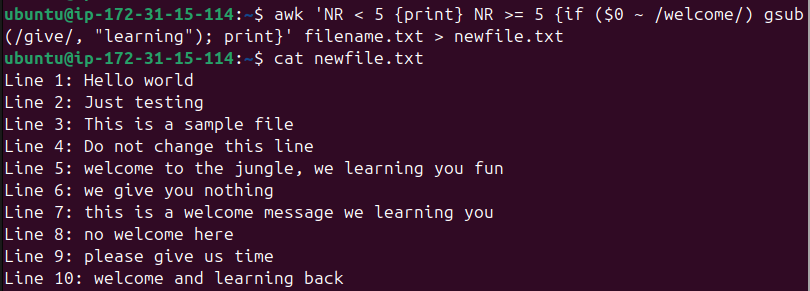 ubuntu@ip-172-31-15-114:~$ awk 'NR < 5 {print} NR >= 5 {if ($0 ~ /welcome/) gsub
(/give/, "learning"); print}' filename.txt > newfile.txt
ubuntu@ip-172-31-15-114:~$ cat newfile.txt
Line 1: Hello world
Line 2: Just testing
Line 3: This is a sample file
Line 4: Do not change this line
Line 5: welcome to the jungle, we learning you fun
Line 6: we give you nothing
Line 7: this is a welcome message we learning you
Line 8: no welcome here
Line 9: please give us time
Line 10: welcome and learning back